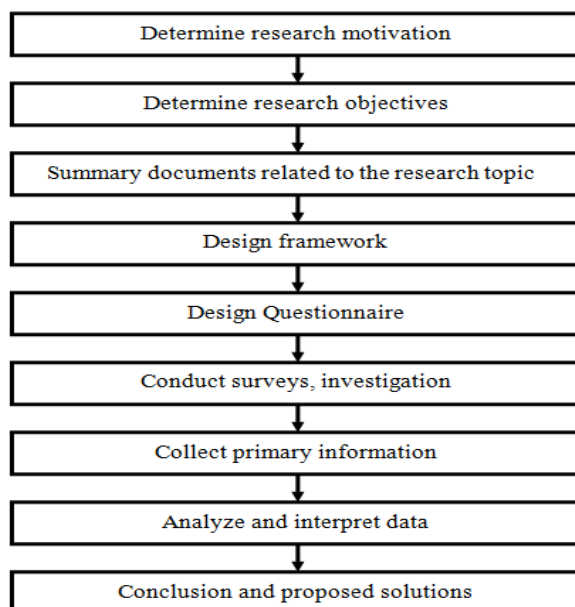 Determine research motivation
Determine research objectives
Summary documents related to the research topic
Design framework
Design Questionnaire
Conduct surveys, investigation
Collect primary information
Analyze and interpret data
Conclusion and proposed solutions